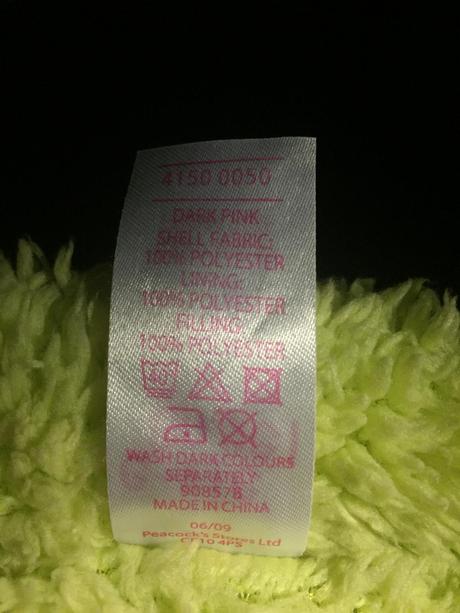 4150 0050
DARK PINK
SHELL FABRIC:
100% POLYESTER
LINING:
100% POLYESTER
FILLING:
100% POLYESTER
40
WASH DARK COLOURS
SEPARATELY
908578
MADE IN CHINA
06/09
Peacock's Stores Ltd
CF10 4PS